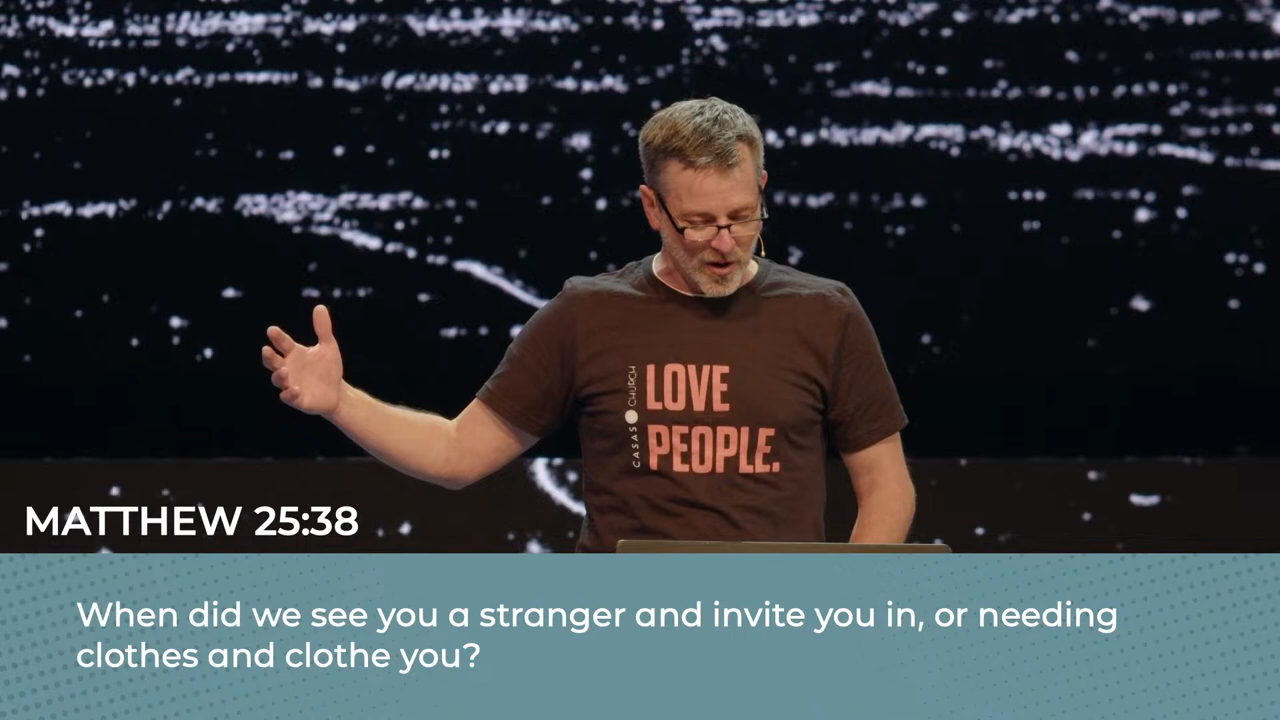 CASAS CHURCH
LOVE
PEOPLE.
MATTHEW 25:38
When did we see you a stranger and invite you in, or needing
clothes and clothe you?